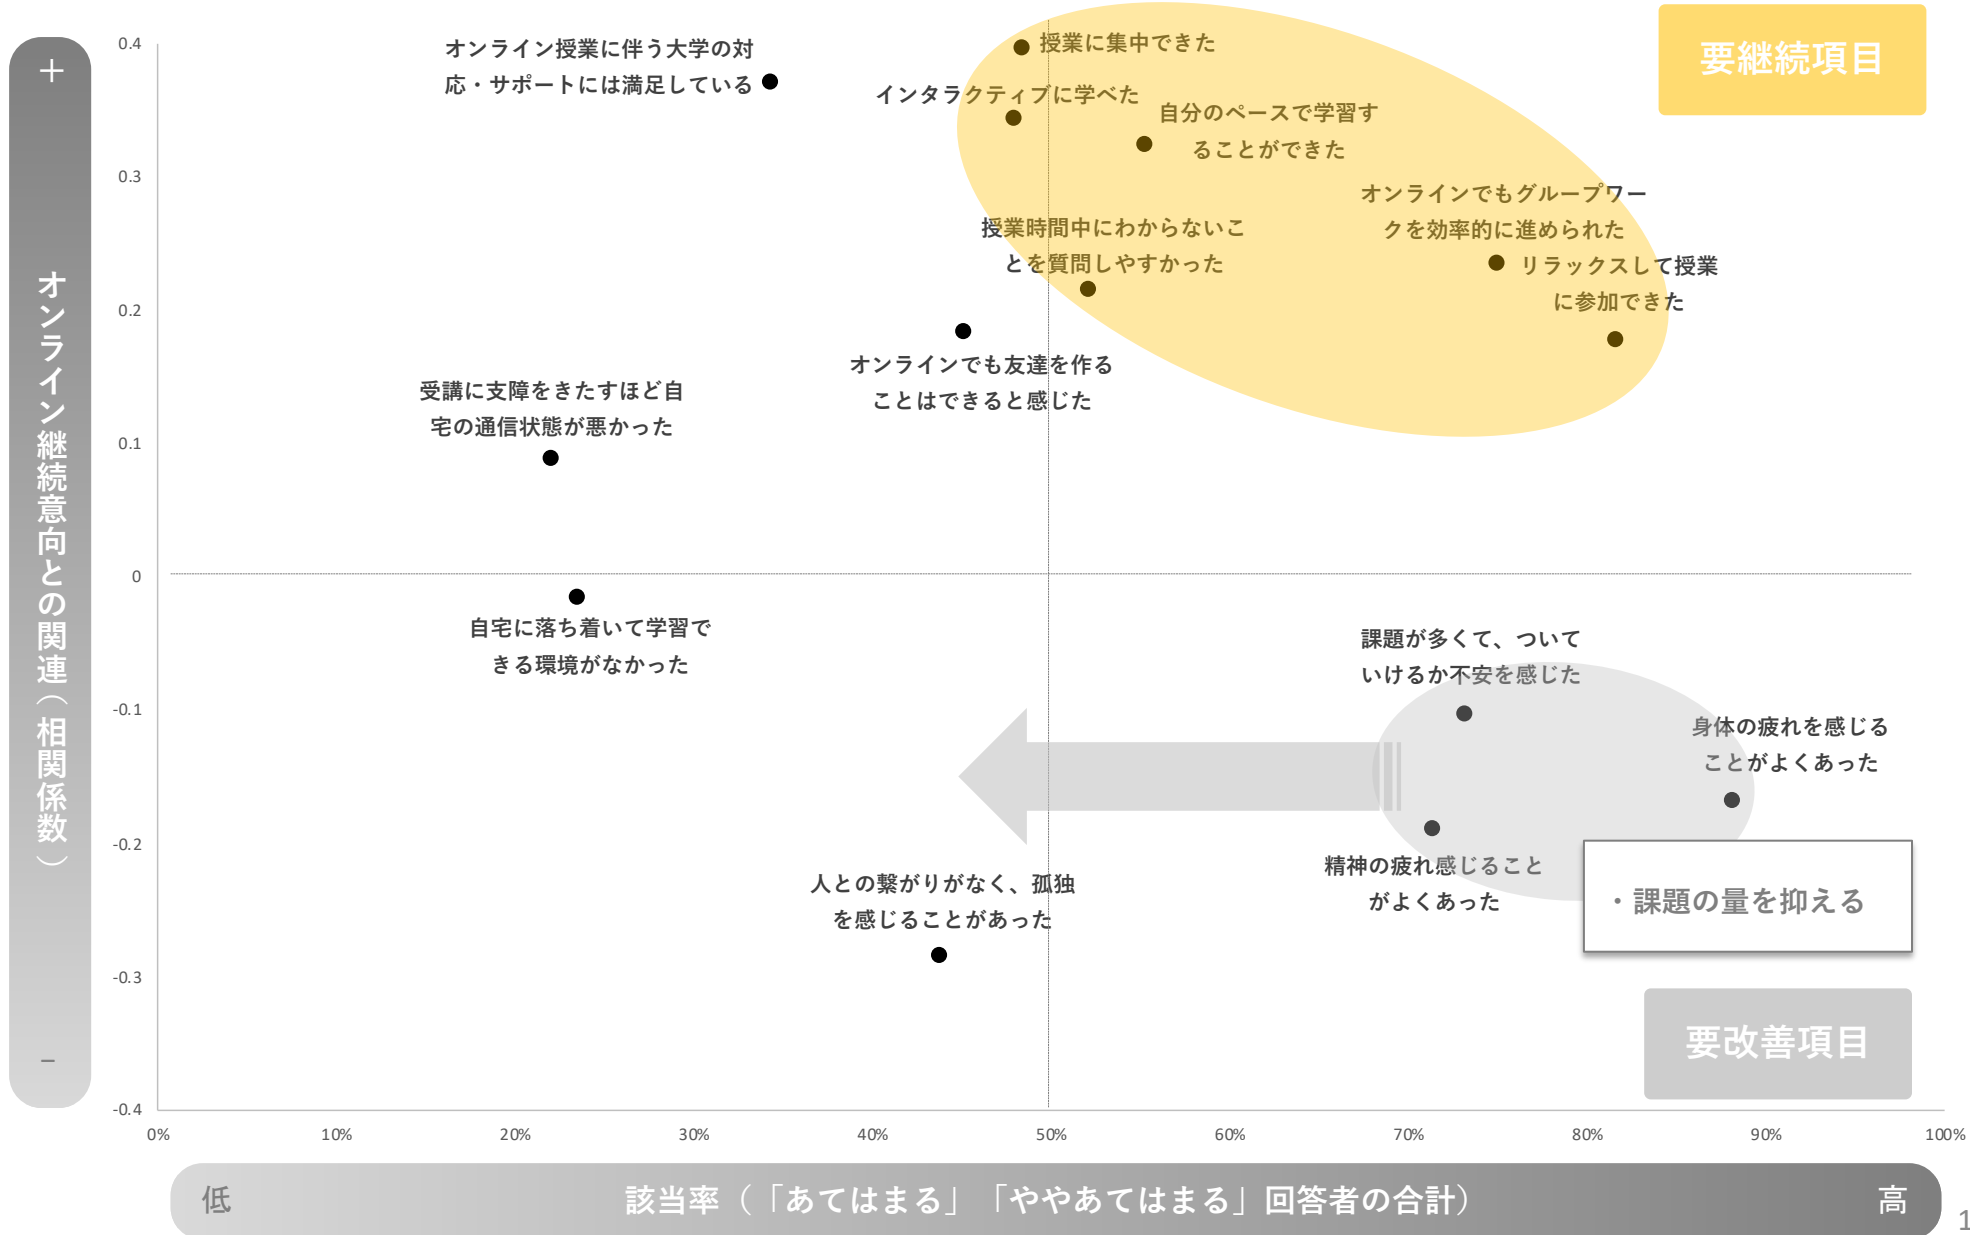 オンライン授業に伴う大学の対
応・サポートには満足している
授業に集中できた
インタラクティブに学べた
自分のペースで学習す
ることができた
要継続項目
オンラインでもグループワー
クを効率的に進められた
授業時間中にわからないこ
とを質問しやすかった
リラックスして授業
に参加できた
オンラインでも友達を作る
ことはできると感じた
受講に支障をきたすほど自
宅の通信状態が悪かった
自宅に落ち着いて学習で
きる環境がなかった
課題が多くて、ついて
いけるか不安を感じた
身体の疲れを感じる
ことがよくあった
精神の疲れ感じること
がよくあった
人との繋がりがなく、孤独
を感じることがあった
・課題の量を抑える
要改善項目
＋
オンライン継続意向との関連（相関係数）
−
0.4
0.3
0.2
0.1
0
-0.1
-0.2
-0.3
-0.4
0%
10%
20%
30%
40%
50%
60%
70%
80%
90%
100%
低
該当率（「あてはまる」「ややあてはまる」回答者の合計）
高
1